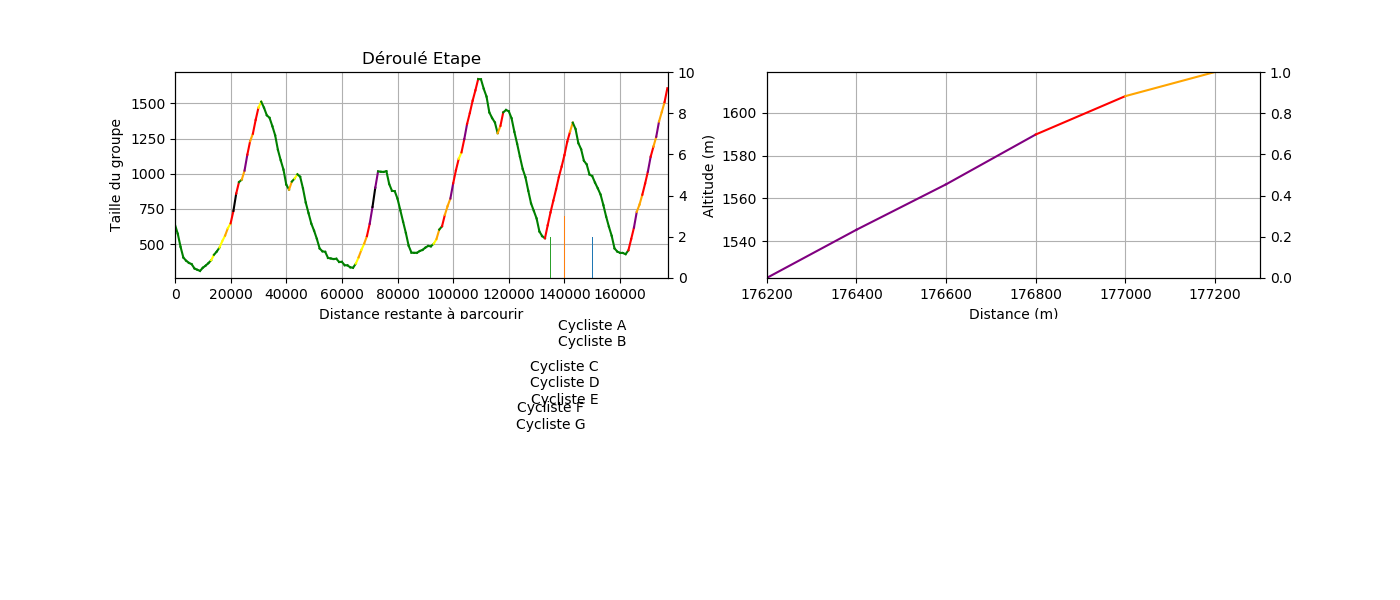 Déroulé Etape
Taille du groupe
1500
1250
1000
750
500
10
8
6
4
2
0
0 20000 40000 60000 80000 100000 120000 140000 160000
Distance restante à parcourir
Altitude (m)
1600
1580
1560
1540
1.0
0.8
0.6
0.4
0.2
0.0
176200 176400 176600 176800 177000 177200
Distance (m)
Cycliste A
Cycliste B
Cycliste C
Cycliste D
Cycliste E
Cycliste F
Cycliste G